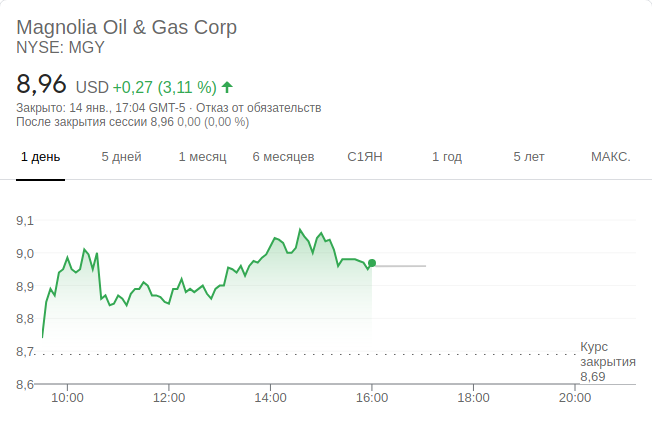 Magnolia Oil & Gas Corp
NYSE: MGY
8,96 USD +0,27 (3,11 %)
Закрыто: 14 янв., 17:04 GMT-5 · Отказ от обязательств
После закрытия сессии 8,96 0,00 (0,00 %)
1 день 5 дней 1 месяц 6 месяцев С1ЯН 1 год 5 лет МАКС.
9,1
9,0
8,9
8,8
8,7
8,6
Курс
закрытия
8,69
10:00 12:00 14:00 16:00 18:00 20:00